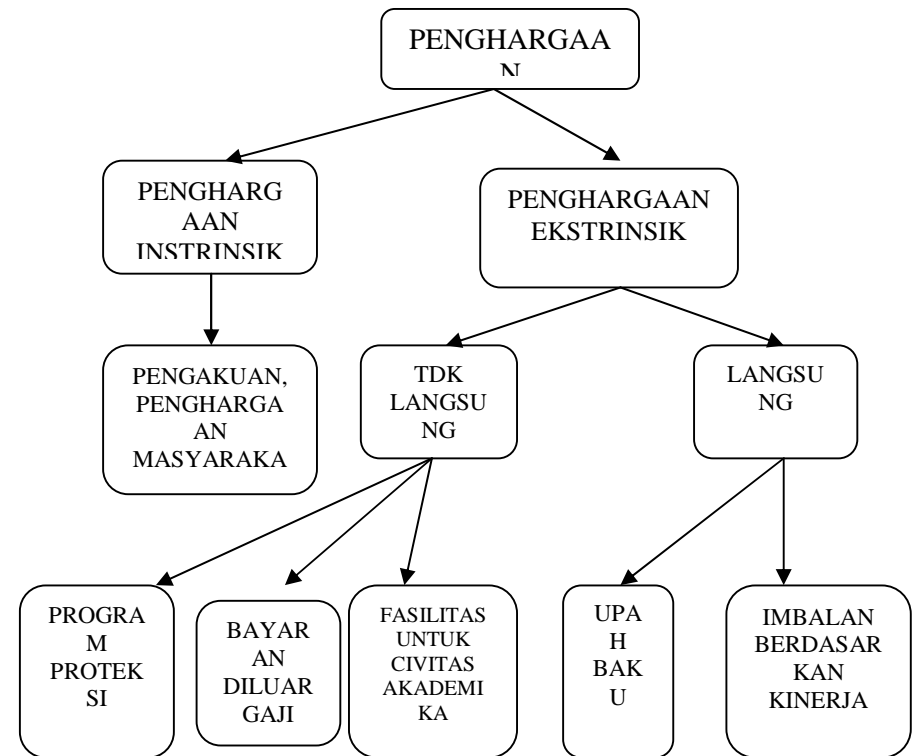 PENGHARGAA
N
PENGHARG
AAN
INSTRINSIK
PENGHARGAAN
EKSTRINSIK
PENGAKUAN,
PENGHARGA
AN
MASYARAKA
TDK
LANGSU
NG
LANGSU
NG
PROGRA
M
PROTEK
SI
BAYAR
AN
DILUAR
GAJI
FASILITAS
UNTUK
CIVITAS
AKADEMI
KA
UPA
H
BAK
U
IMBALAN
BERDASAR
KAN
KINERJA